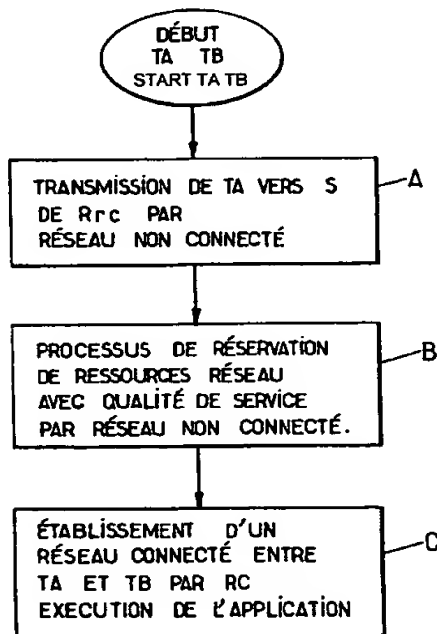 DÉBUT
TA TB
START TA TB
TRANSMISSION DE TA VERS S
DE Rrc PAR
RÉSEAU NON CONNECTÉ
A
PROCESSUS DE RÉSERVATION
DE RESSOURCES RÉSEAU
AVEC QUALITÉ DE SERVICE
PAR RÉSEAU NON CONNECTÉ.
B
ÉTABLISSEMENT D'UN
RÉSEAU CONNECTÉ ENTRE
TA ET TB PAR RC
EXECUTION DE L'APPLICATION
C